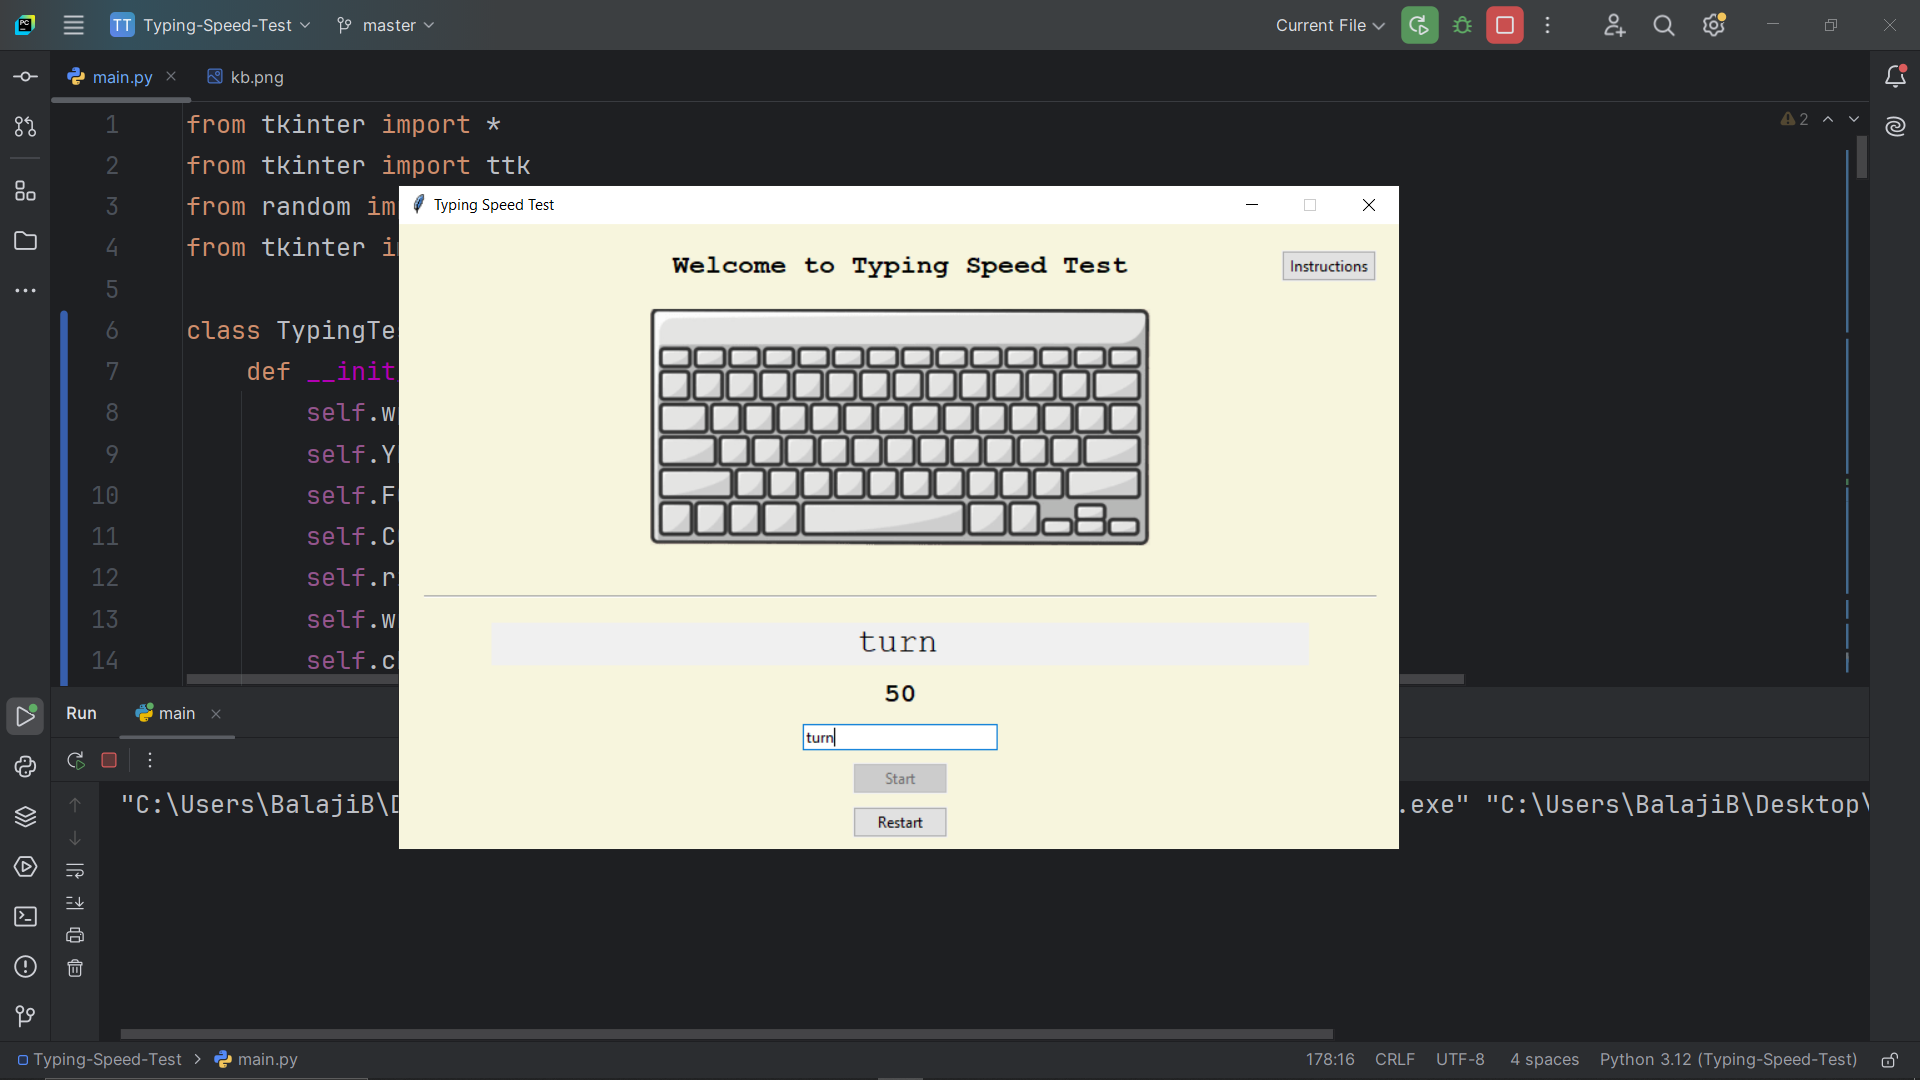 TT Typing-Speed-Test master Current File
main.py kb.png
1 from tkinter import * 2
2 from tkinter import ttk
3 from random im
4 from tkinter i
5
6 class TypingTe
7 def __init
8 self.w
9 self.Y
10 self.F
11 self.C
12 self.r
13 self.w
14 self.c
Typing Speed Test
Welcome to Typing Speed Test
Instructions
turn
50
turn
Start
Restart
Run main
"C:\Users\BalajiB\D .exe" "C:\Users\BalajiB\Desktop\
Typing-Speed-Test > main.py 178:16 CRLF UTF-8 4 spaces Python 3.12 (Typing-Speed-Test)